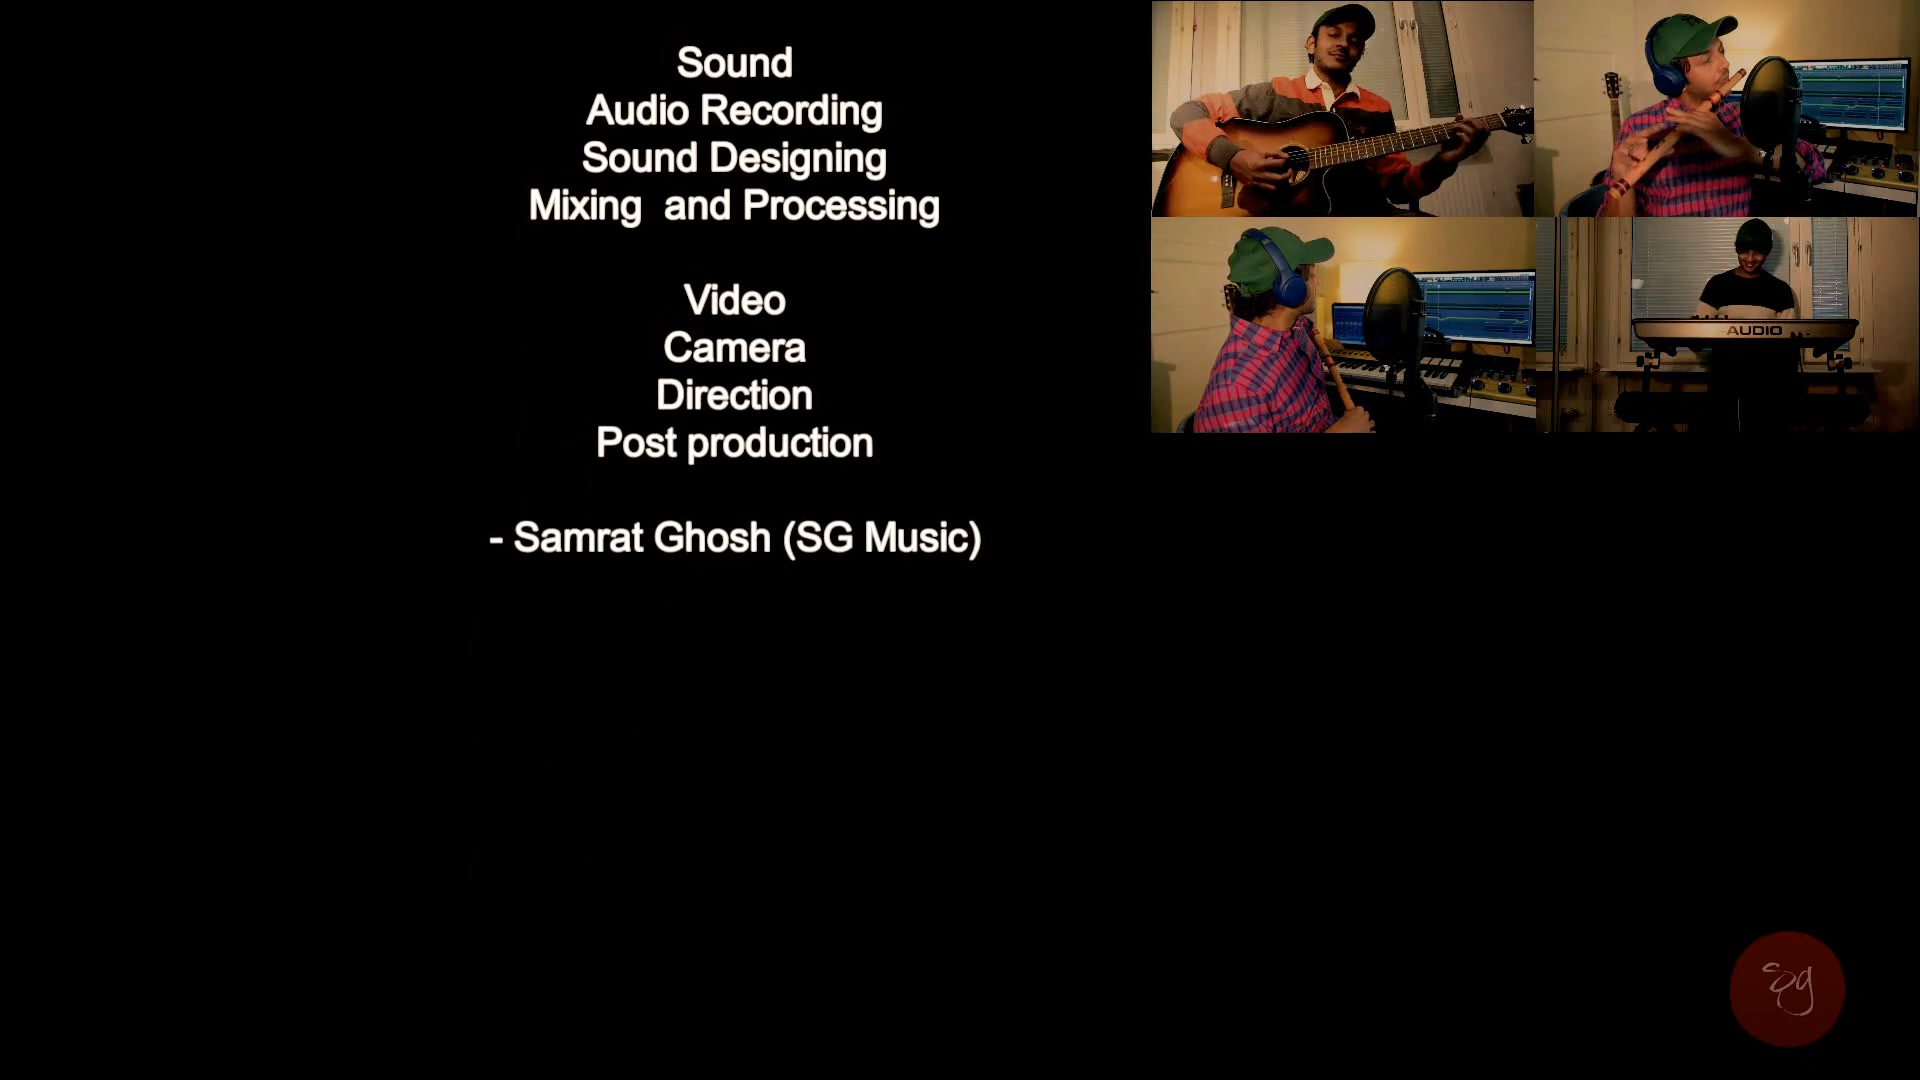 Sound
Audio Recording
Sound Designing
Mixing  and Processing
Video
Camera
Direction
Post production
- Samrat Ghosh (SG Music)
-AUDIO
sg